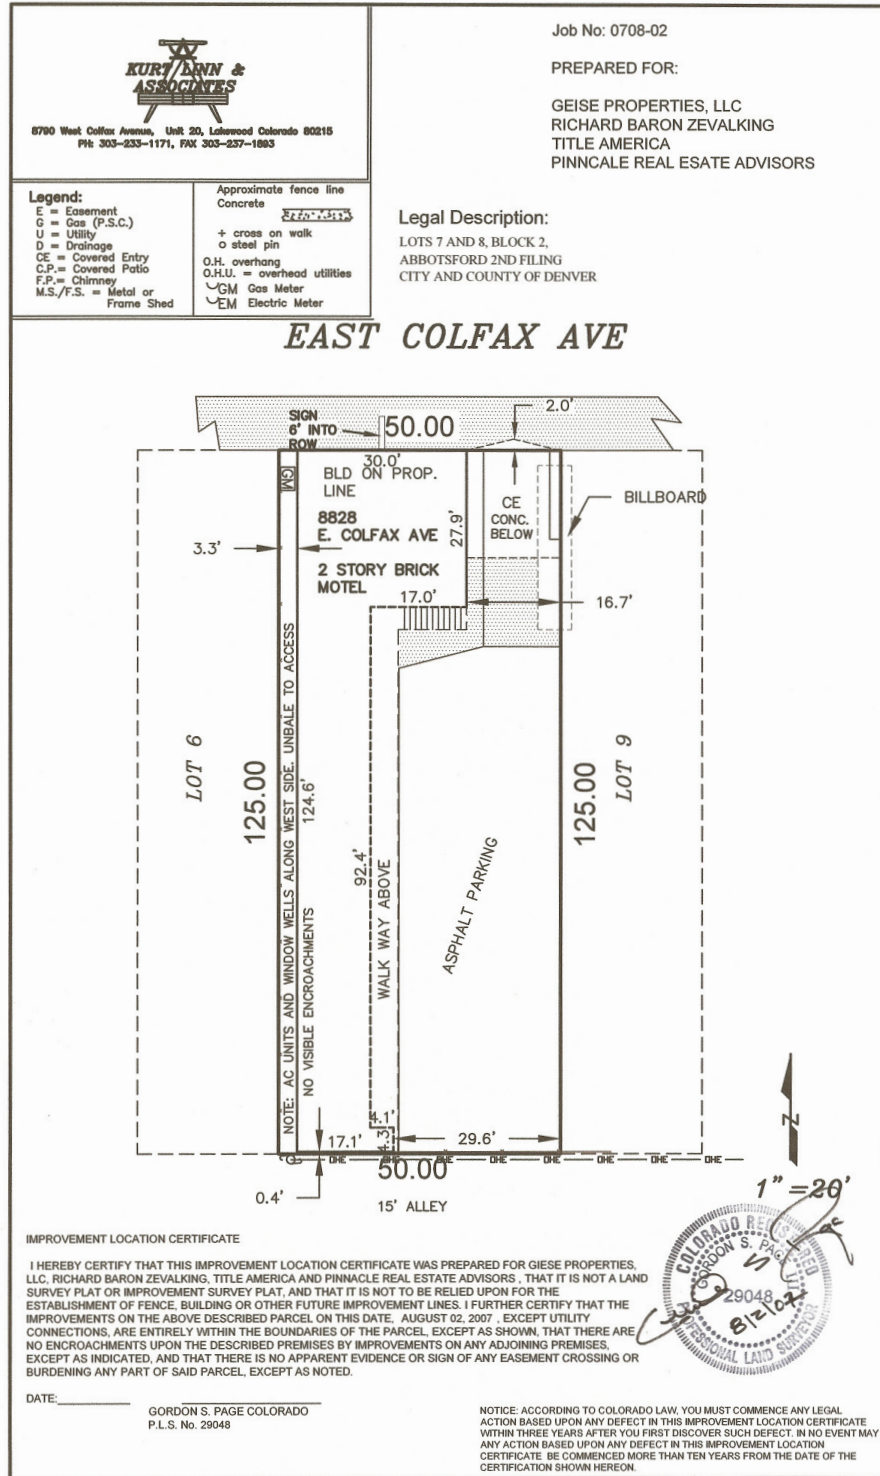 KURT LINN &
ASSOCIATES
8790 West Colfax Avenue, Unit 20, Lakewood Colorado 80215
PH: 303-233-1171, FAX 303-237-1893
Job No: 0708-02
PREPARED FOR:
GEISE PROPERTIES, LLC
RICHARD BARON ZEVALKING
TITLE AMERICA
PINNCALE REAL ESATE ADVISORS
Legend:
E = Easement
G = Gas (P.S.C.)
U = Utility
D = Drainage
CE = Covered Entry
C.P.= Covered Patio
F.P.= Chimney
M.S./F.S. = Metal or
Frame Shed
Approximate fence line
Concrete
+ cross on walk
o steel pin
O.H. overhang
O.H.U. = overhead utilities
GM Gas Meter
EM Electric Meter
Legal Description:
LOTS 7 AND 8, BLOCK 2,
ABBOTSFORD 2ND FILING
CITY AND COUNTY OF DENVER
EAST COLFAX AVE
SIGN
6' INTO
ROW
50.00
2.0'
30.0'
GM
BLD ON PROP.
LINE
8828
E. COLFAX AVE
2 STORY BRICK
MOTEL
27.9'
CE
CONC.
BELOW
BILLBOARD
3.3'
17.0'
16.7'
LOT 6
125.00
NOTE: AC UNITS AND WINDOW WELLS ALONG WEST SIDE. UNBALE TO ACCESS
124.6'
NO VISIBLE ENCROACHMENTS
92.4'
WALK WAY ABOVE
ASPHALT PARKING
125.00
LOT 9
4.1'
4.3'
17.1'
29.6'
OHE OHE OHE OHE OHE OHE OHE
50.00
0.4'
15' ALLEY
N
1"=20'
IMPROVEMENT LOCATION CERTIFICATE
I HEREBY CERTIFY THAT THIS IMPROVEMENT LOCATION CERTIFICATE WAS PREPARED FOR GIESE PROPERTIES,
LLC, RICHARD BARON ZEVALKING, TITLE AMERICA AND PINNACLE REAL ESTATE ADVISORS , THAT IT IS NOT A LAND
SURVEY PLAT OR IMPROVEMENT SURVEY PLAT, AND THAT IT IS NOT TO BE RELIED UPON FOR THE
ESTABLISHMENT OF FENCE, BUILDING OR OTHER FUTURE IMPROVEMENT LINES. I FURTHER CERTIFY THAT THE
IMPROVEMENTS ON THE ABOVE DESCRIBED PARCEL ON THIS DATE, AUGUST 02, 2007 , EXCEPT UTILITY
CONNECTIONS, ARE ENTIRELY WITHIN THE BOUNDARIES OF THE PARCEL, EXCEPT AS SHOWN, THAT THERE ARE
NO ENCROACHMENTS UPON THE DESCRIBED PREMISES BY IMPROVEMENTS ON ANY ADJOINING PREMISES,
EXCEPT AS INDICATED, AND THAT THERE IS NO APPARENT EVIDENCE OR SIGN OF ANY EASEMENT CROSSING OR
BURDENING ANY PART OF SAID PARCEL, EXCEPT AS NOTED.
COLORADO REGISTERED
GORDON S. PAGE
29048
8/2/07
PROFESSIONAL LAND SURVEYOR
DATE:
GORDON S. PAGE COLORADO
P.L.S. No. 29048
NOTICE: ACCORDING TO COLORADO LAW, YOU MUST COMMENCE ANY LEGAL
ACTION BASED UPON ANY DEFECT IN THIS IMPROVEMENT LOCATION CERTIFICATE
WITHIN THREE YEARS AFTER YOU FIRST DISCOVER SUCH DEFECT. IN NO EVENT MAY
ANY ACTION BASED UPON ANY DEFECT IN THIS IMPROVEMENT LOCATION
CERTIFICATE BE COMMENCED MORE THAN TEN YEARS FROM THE DATE OF THE
CERTIFICATION SHOWN HEREON.